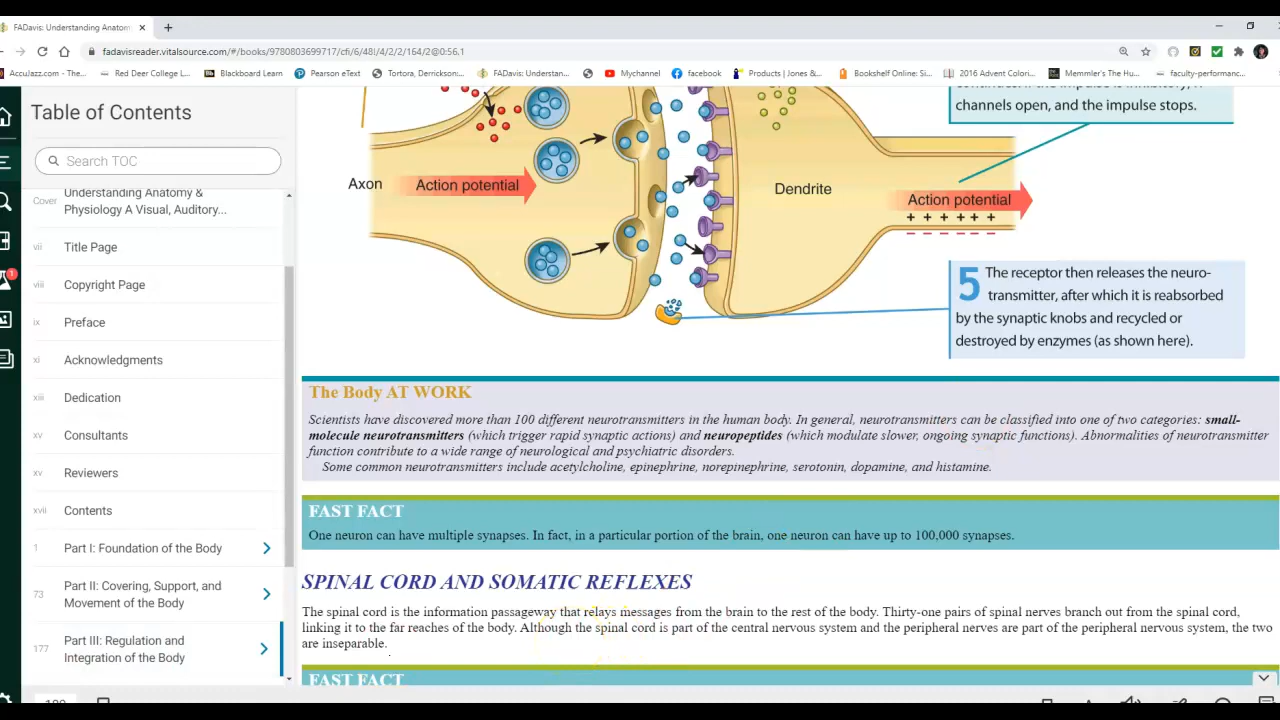 FADavis: Understanding Anatom
fadavisreader.vitalsource.com/#/books/9780803699717/cfi/6/48!/4/2/2/164/2@0:56.1
AccuJazz.com - The...
Red Deer College L...
Blackboard Learn
Pearson eText
Tortora, Derrickson:...
FADavis: Understan...
Mychannel
facebook
Products | Jones &...
Bookshelf Online: Si...
2016 Advent Colori...
Memmler's The Hu...
faculty-performanc...
Table of Contents
Search TOC
Cover
Understanding Anatomy &
Physiology A Visual, Auditory...
vii Title Page
viii Copyright Page
ix Preface
xi Acknowledgments
xiii Dedication
xv Consultants
xv Reviewers
xvii Contents
1 Part I: Foundation of the Body
73 Part II: Covering, Support, and
Movement of the Body
177 Part III: Regulation and
Integration of the Body
1
channels open, and the impulse stops.
Axon
Action potential
Dendrite
Action potential
+ + + + + +
– – – – – –
5 The receptor then releases the neuro-
transmitter, after which it is reabsorbed
by the synaptic knobs and recycled or
destroyed by enzymes (as shown here).
The Body AT WORK
Scientists have discovered more than 100 different neurotransmitters in the human body. In general, neurotransmitters can be classified into one of two categories: small-
molecule neurotransmitters (which trigger rapid synaptic actions) and neuropeptides (which modulate slower, ongoing synaptic functions). Abnormalities of neurotransmitter
function contribute to a wide range of neurological and psychiatric disorders.
Some common neurotransmitters include acetylcholine, epinephrine, norepinephrine, serotonin, dopamine, and histamine.
FAST FACT
One neuron can have multiple synapses. In fact, in a particular portion of the brain, one neuron can have up to 100,000 synapses.
SPINAL CORD AND SOMATIC REFLEXES
The spinal cord is the information passageway that relays messages from the brain to the rest of the body. Thirty-one pairs of spinal nerves branch out from the spinal cord,
linking it to the far reaches of the body. Although the spinal cord is part of the central nervous system and the peripheral nerves are part of the peripheral nervous system, the two
are inseparable.
FAST FACT